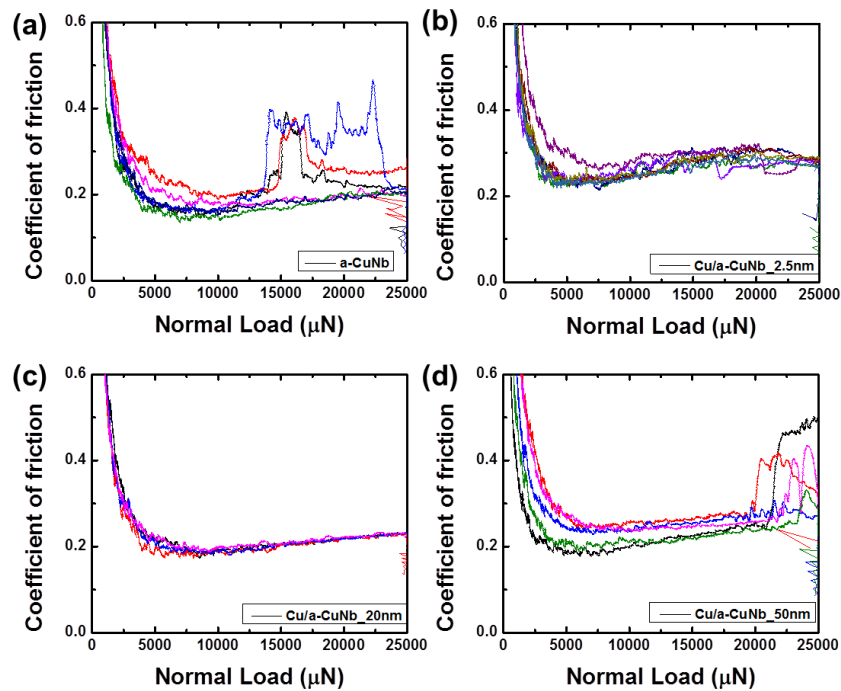 (a)
0.6
0.4
0.2
0.0
Coefficient of friction
a-CuNb
0 5000 10000 15000 20000 25000
Normal Load (μN)
(b)
0.6
0.4
0.2
0.0
Coefficient of friction
Cu/a-CuNb_2.5nm
0 5000 10000 15000 20000 25000
Normal Load (μN)
(c)
0.6
0.4
0.2
0.0
Coefficient of friction
Cu/a-CuNb_20nm
0 5000 10000 15000 20000 25000
Normal Load (μN)
(d)
0.6
0.4
0.2
0.0
Coefficient of friction
Cu/a-CuNb_50nm
0 5000 10000 15000 20000 25000
Normal Load (μN)